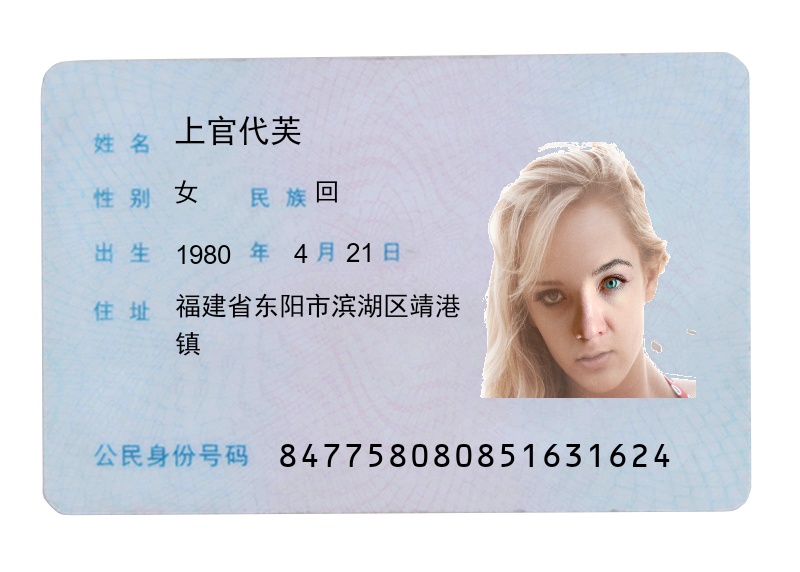 姓名 上官代芙
性别 女 民族 回
出生 1980 年 4 月 21 日
住址 福建省东阳市滨湖区靖港
镇
公民身份号码 847758080851631624